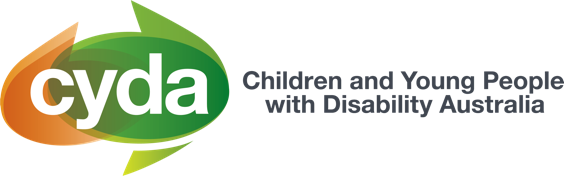 cyda
Children and Young People
with Disability Australia